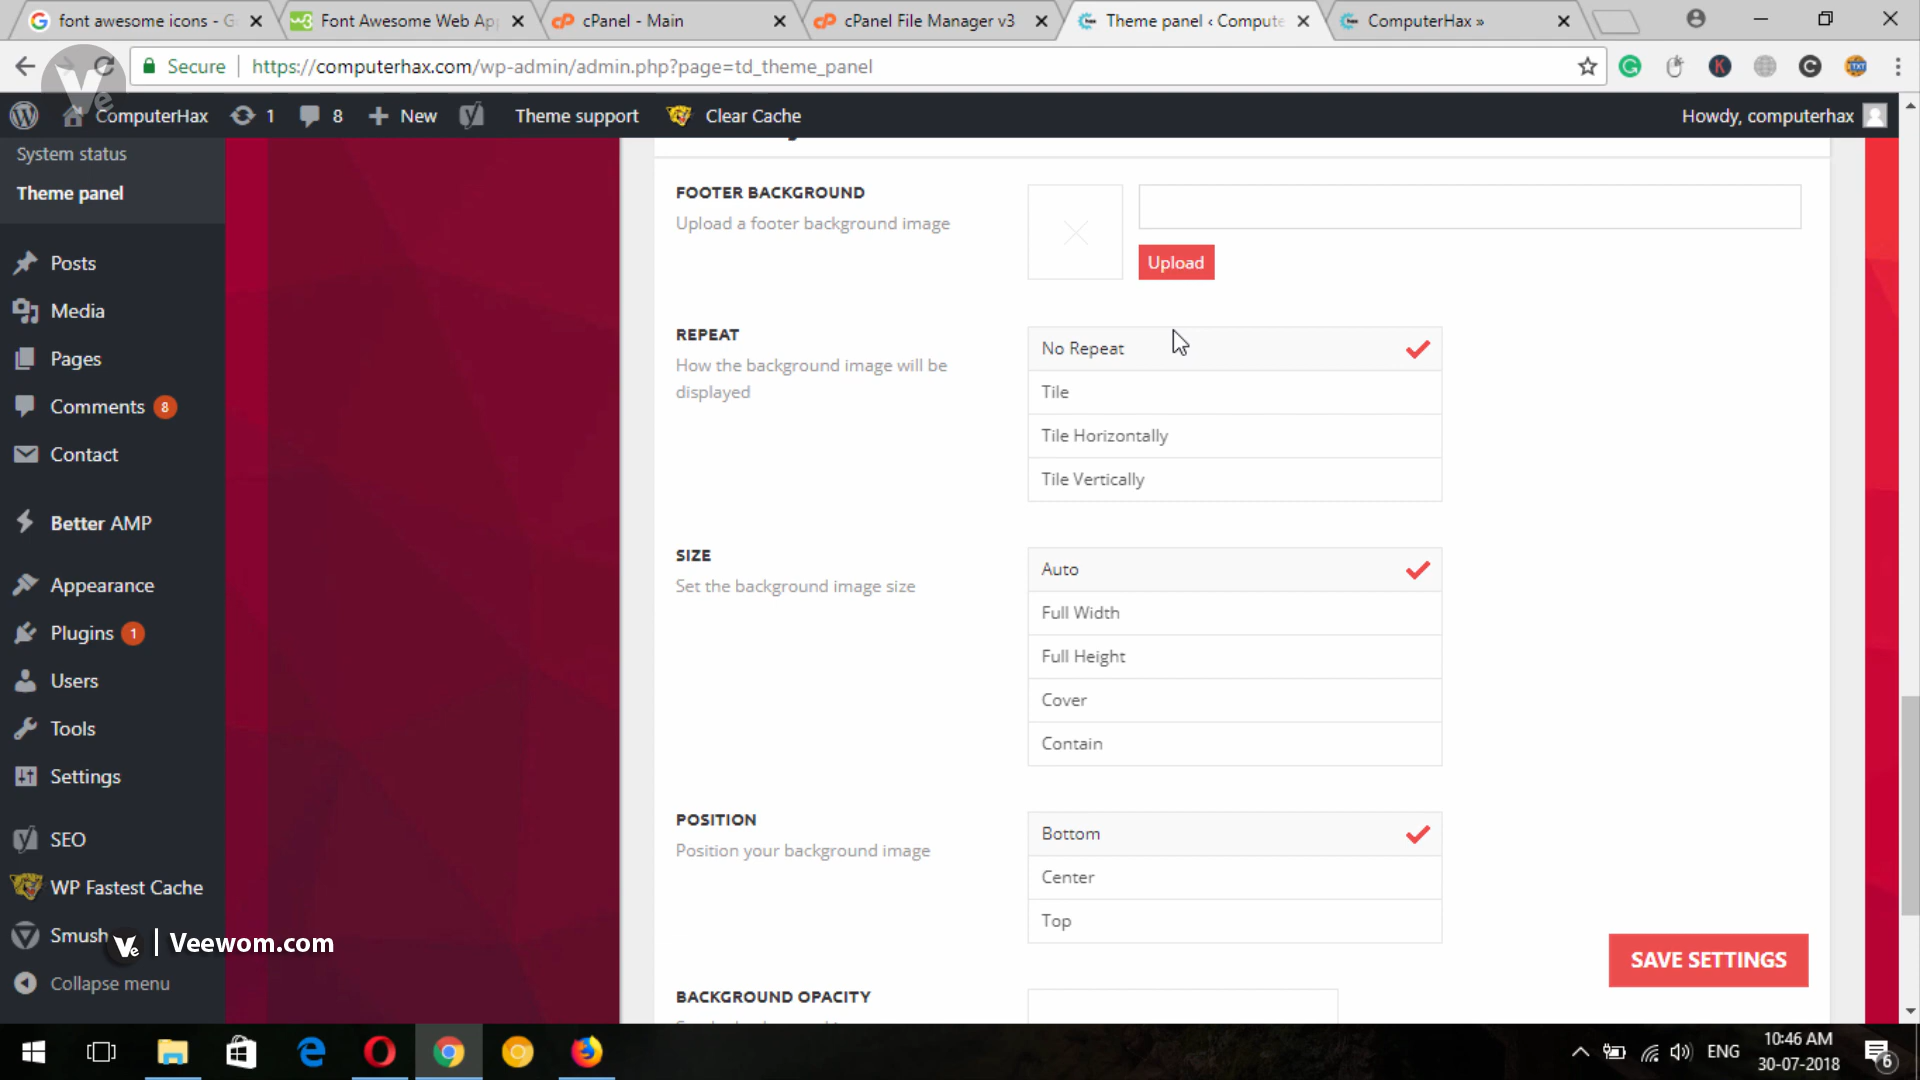 font awesome icons - G
Font Awesome Web App
cPanel - Main
cPanel File Manager v3
Theme panel ‹ Compute
ComputerHax »
Secure
https://computerhax.com/wp-admin/admin.php?page=td_theme_panel
ComputerHax
1
8
New
Theme support
Clear Cache
Howdy, computerhax
System status
Theme panel
Posts
Media
Pages
Comments 8
Contact
Better AMP
Appearance
Plugins 1
Users
Tools
Settings
SEO
WP Fastest Cache
Smush
Collapse menu
Ve | Veewom.com
FOOTER BACKGROUND
Upload a footer background image
Upload
REPEAT
How the background image will be
displayed
No Repeat
Tile
Tile Horizontally
Tile Vertically
SIZE
Set the background image size
Auto
Full Width
Full Height
Cover
Contain
POSITION
Position your background image
Bottom
Center
Top
BACKGROUND OPACITY
SAVE SETTINGS
ENG
10:46 AM
30-07-2018
6